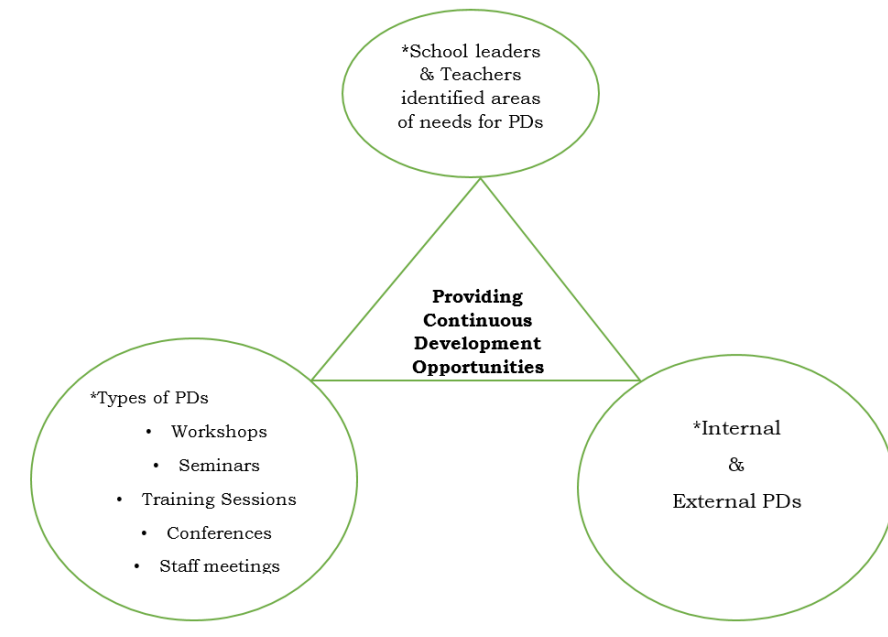 *School leaders
& Teachers
identified areas
of needs for PDs
Providing
Continuous
Development
Opportunities
*Types of PDs
• Workshops
• Seminars
• Training Sessions
• Conferences
• Staff meetings
*Internal
&
External PDs